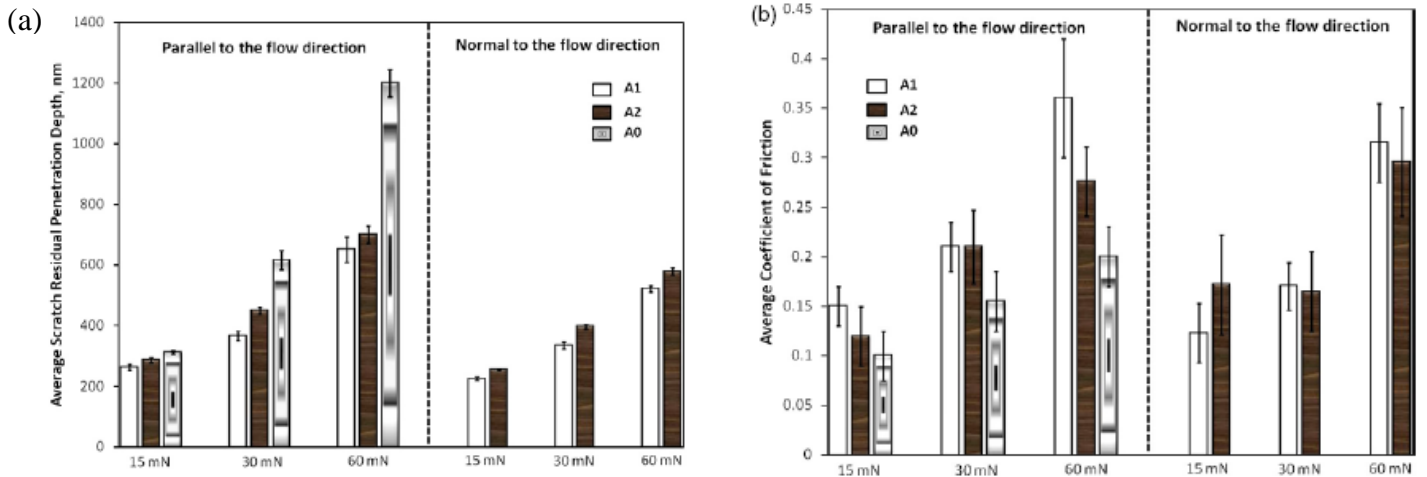 (a)
Average Scratch Residual Penetration Depth, nm
1400
1200
1000
800
600
400
200
0
Parallel to the flow direction
Normal to the flow direction
A1
A2
A0
15 mN
30 mN
60 mN
15 mN
30 mN
60 mN
(b)
Average Coefficient of Friction
0.45
0.4
0.35
0.3
0.25
0.2
0.15
0.1
0.05
0
Parallel to the flow direction
Normal to the flow direction
A1
A2
A0
15 mN
30 mN
60 mN
15 mN
30 mN
60 mN